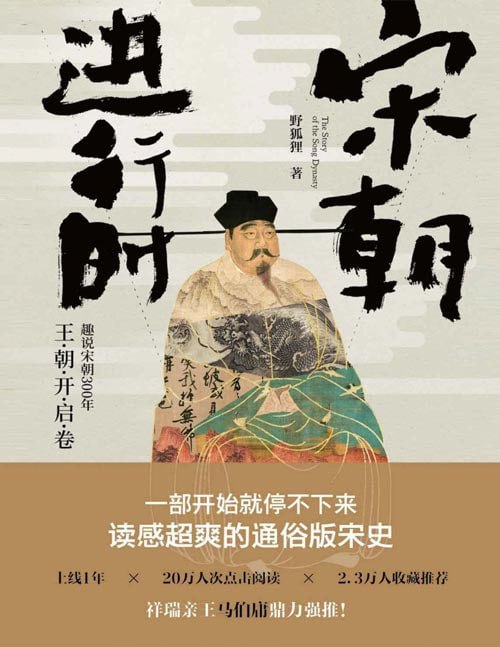 宋朝
进行时
野狐狸 著
The Story
of the Song Dynasty
趣说宋朝300年
王·朝·开·启·卷
一部开始就停不下来
读感超爽的通俗版宋史
上线1年 × 20万人次点击阅读 × 2.3万人收藏推荐
祥瑞亲王马伯庸鼎力强推！